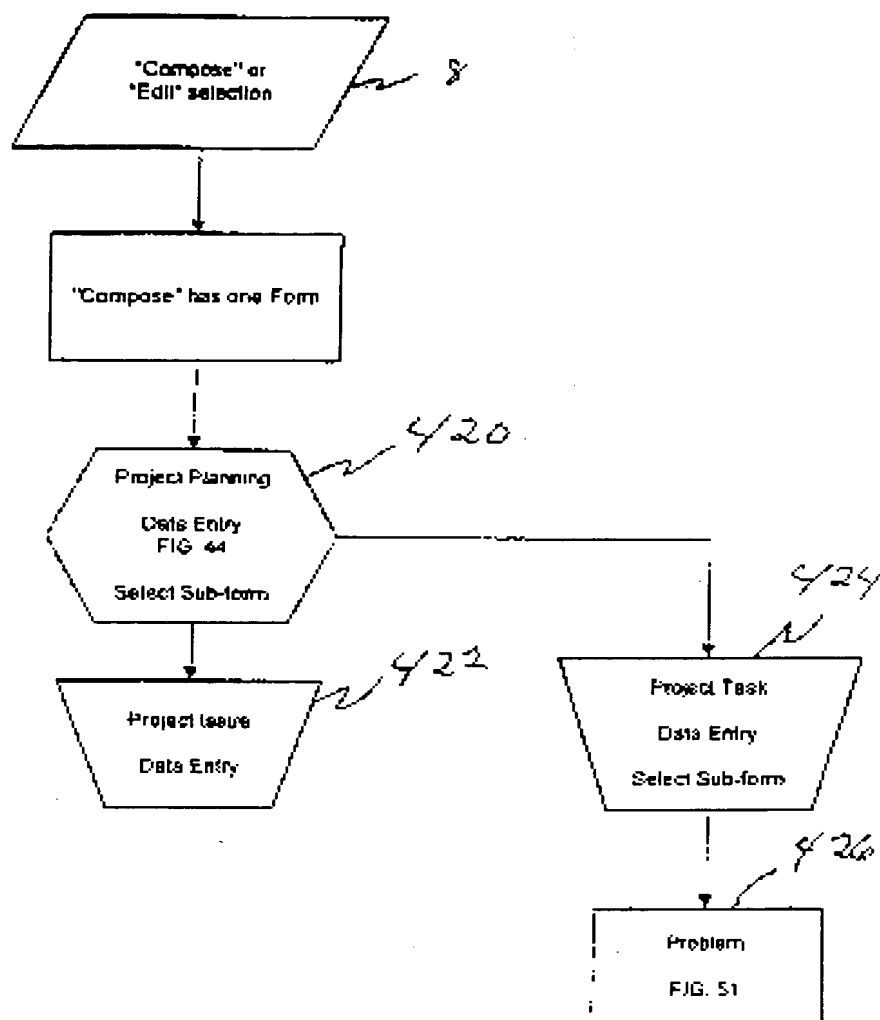 "Compose" or
"Edit" selection
8
"Compose" has one Form
420
Project Planning
Data Entry
FIG. 44
Select Sub-form
424
422
Project Issue
Data Entry
Project Task
Data Entry
Select Sub-form
426
Problem
FIG. 51